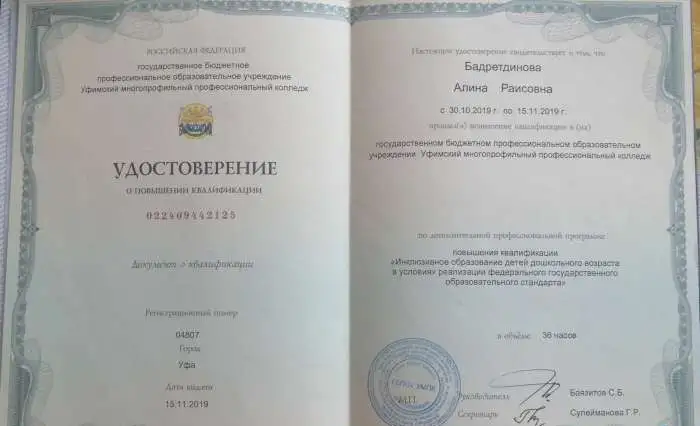 РОССИЙСКАЯ ФЕДЕРАЦИЯ
государственное бюджетное
профессиональное образовательное учреждение
Уфимский многопрофильный профессиональный колледж
УДОСТОВЕРЕНИЕ
О ПОВЫШЕНИИ КВАЛИФИКАЦИИ
022409442125
Документ о квалификации
Регистрационный номер
04807
Город
Уфа
Дата выдачи
15.11.2019
Настоящее удостоверение свидетельствует о том, что
Бадретдинова
Алина Раисовна
с 30.10.2019 г. по 15.11.2019 г.
прошёл(а) повышение квалификации в (на)
государственном бюджетном профессиональном образовательном
учреждении Уфимский многопрофильный профессиональный колледж
по дополнительной профессиональной программе
повышения квалификации
«Инклюзивное образование детей дошкольного возраста
в условиях реализации федерального государственного
образовательного стандарта»
в объёме 36 часов
М.П.
Руководитель Баязитов С.Б.
Секретарь Сулейманова Г.Р.